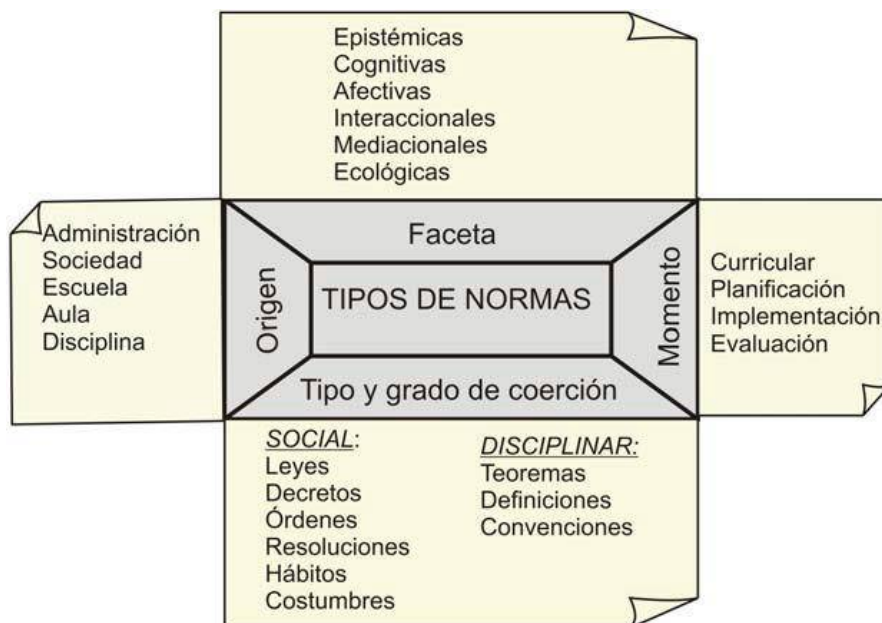 Epistémicas
Cognitivas
Afectivas
Interaccionales
Mediacionales
Ecológicas
Faceta
Administración
Sociedad
Escuela
Aula
Disciplina
Origen
TIPOS DE NORMAS
Momento
Curricular
Planificación
Implementación
Evaluación
Tipo y grado de coerción
SOCIAL:
Leyes
Decretos
Órdenes
Resoluciones
Hábitos
Costumbres
DISCIPLINAR:
Teoremas
Definiciones
Convenciones